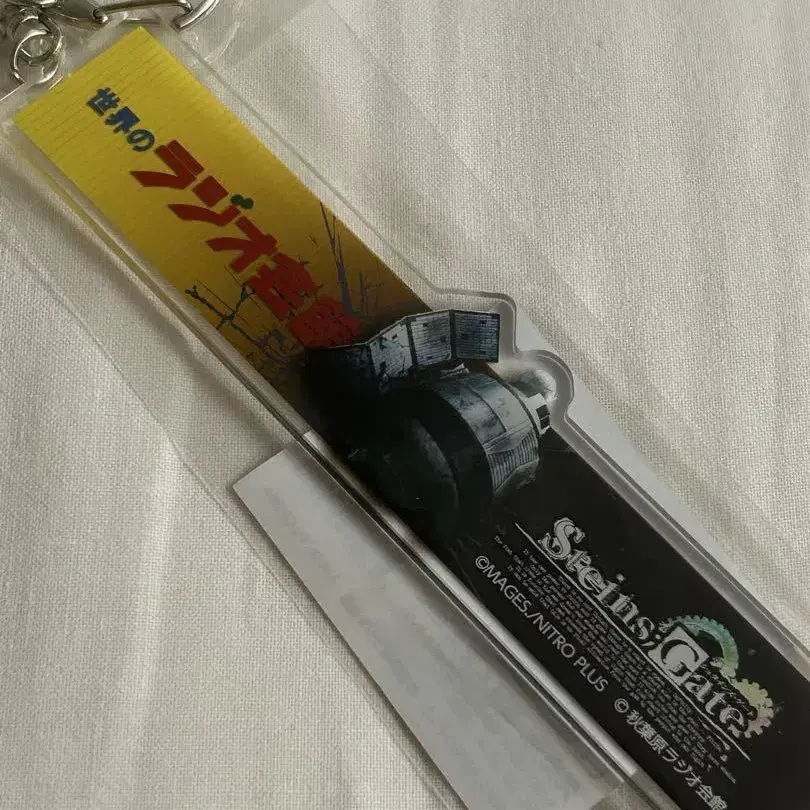 世界の
ラジオ会館
Steins;Gate
©MAGES./NITRO PLUS
©秋葉原ラジオ会館